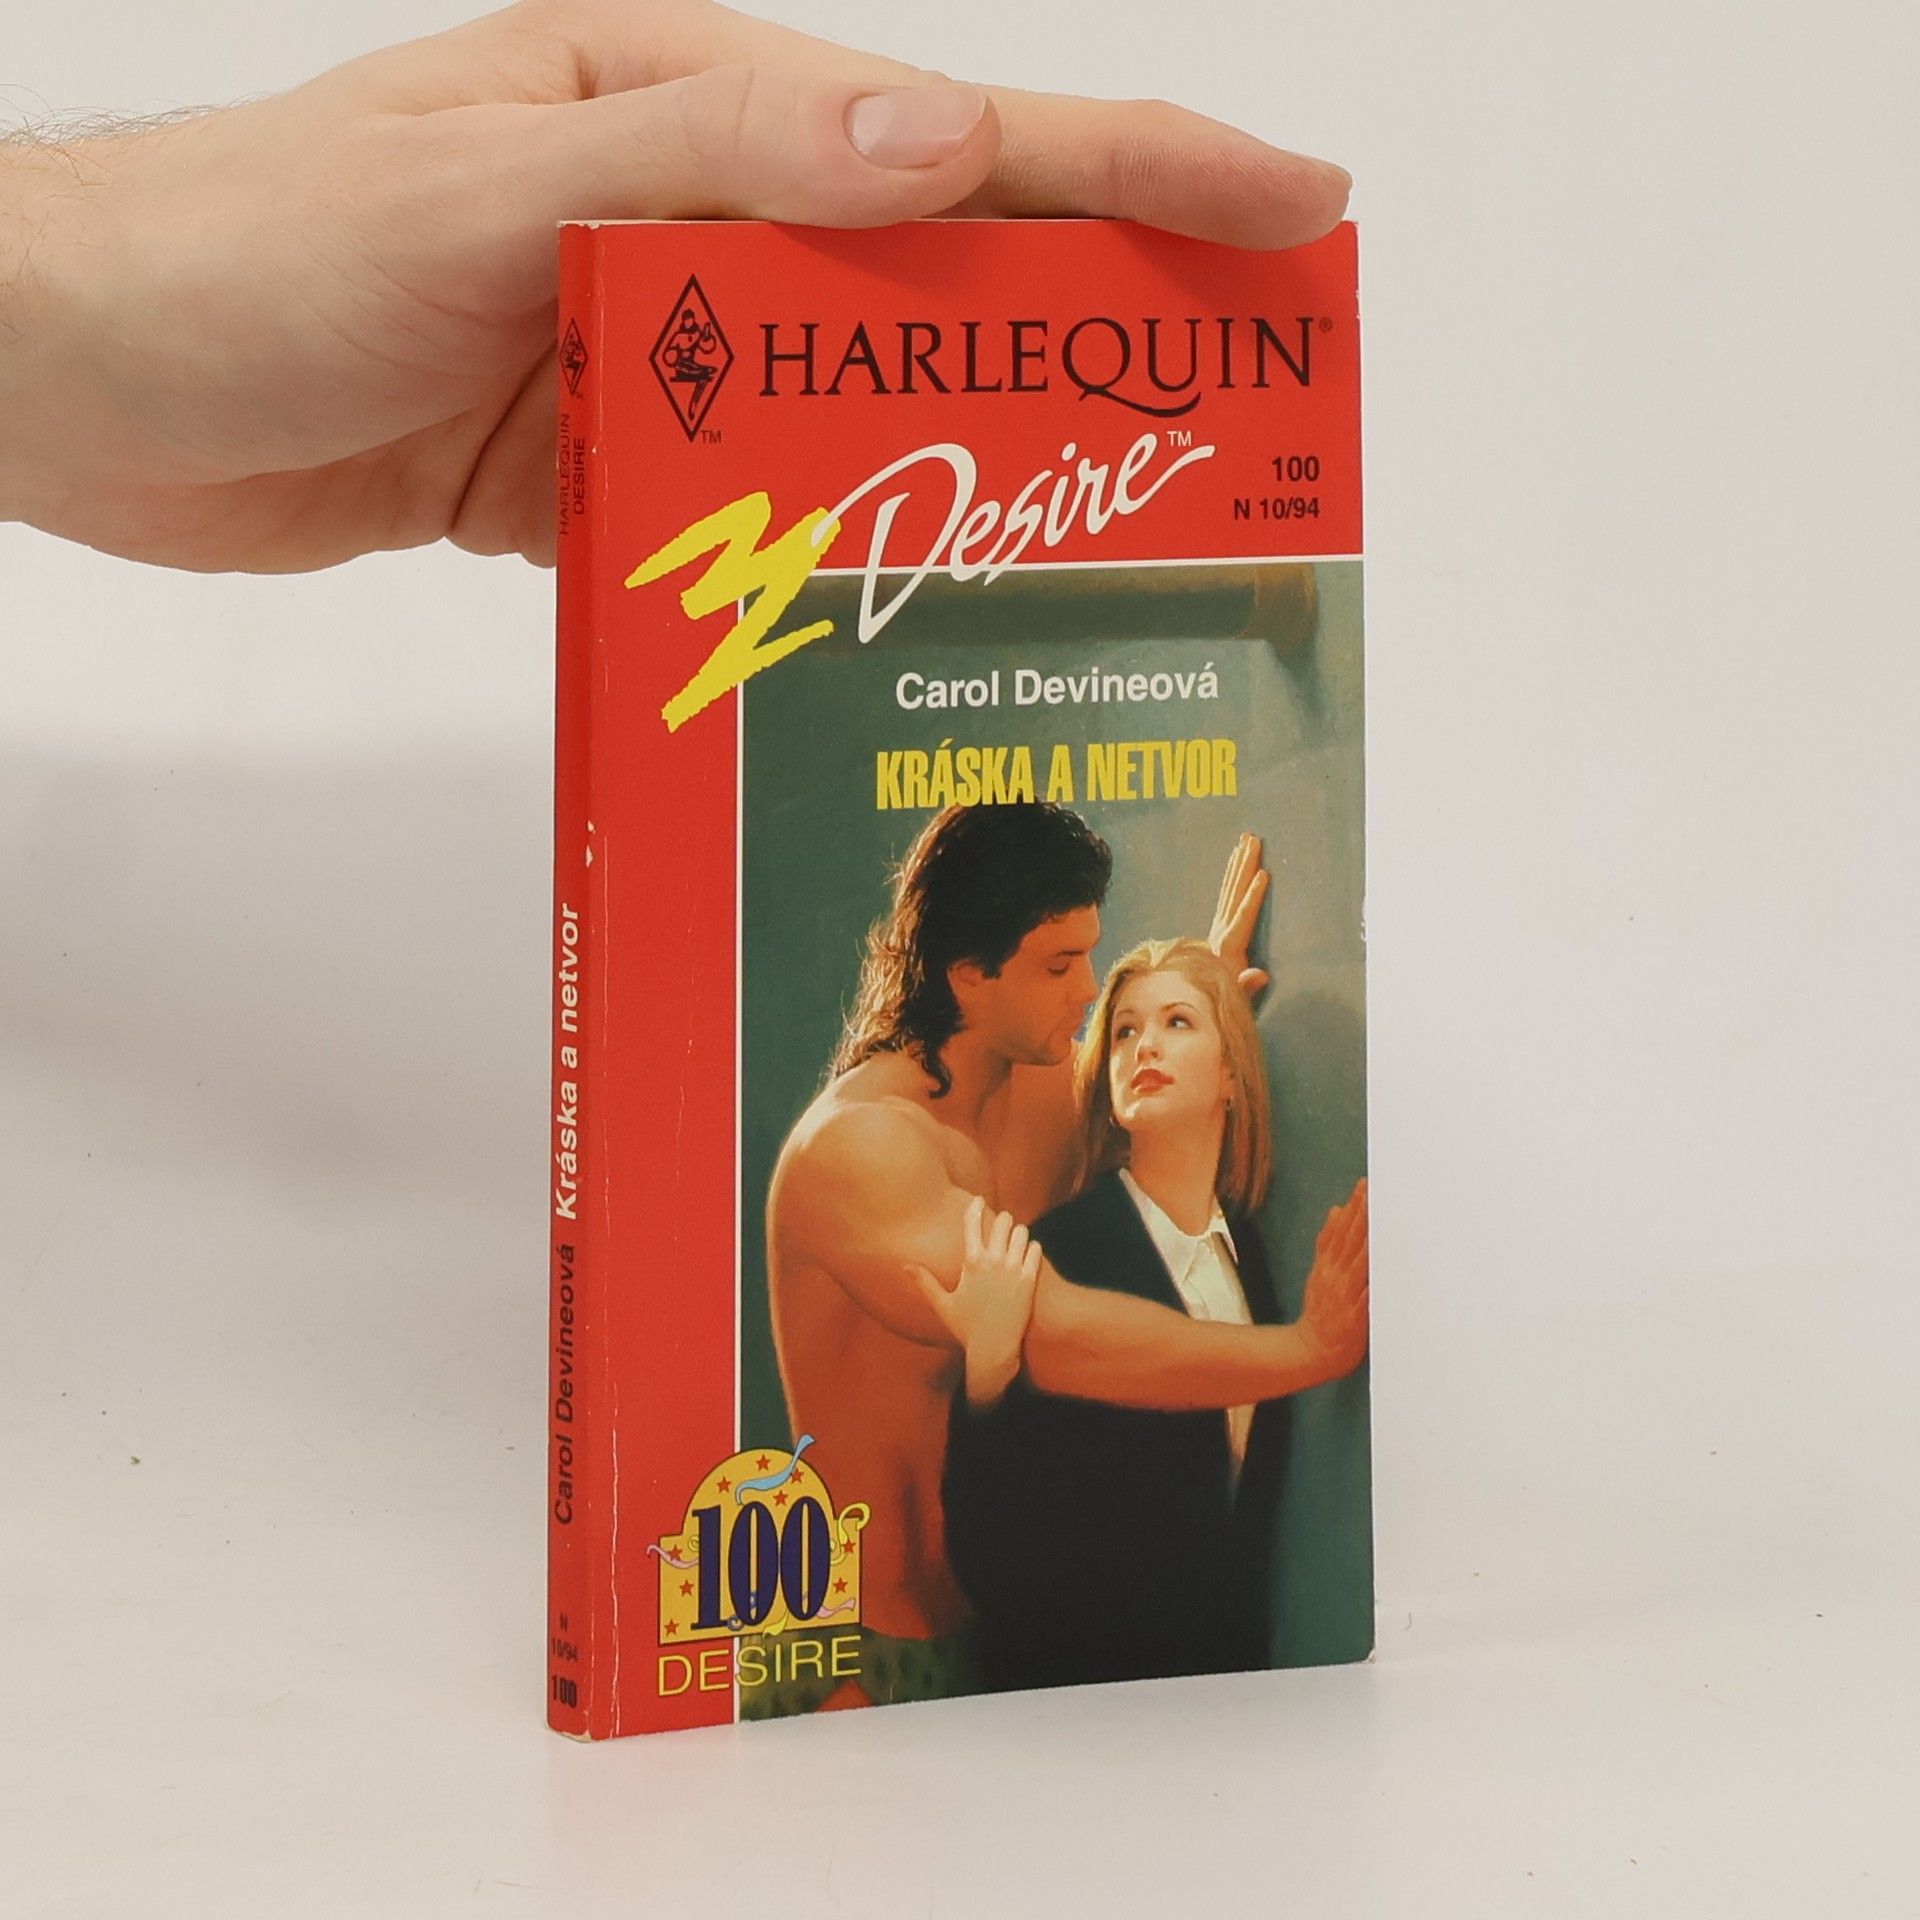 HARLEQUIN®
TM
Desire™
100
N 10/94
Carol Devineová
KRÁSKA A NETVOR
100
DESIRE
HARLEQUIN
DESIRE
Carol Devineová Kráska a netvor
N
10/94
100